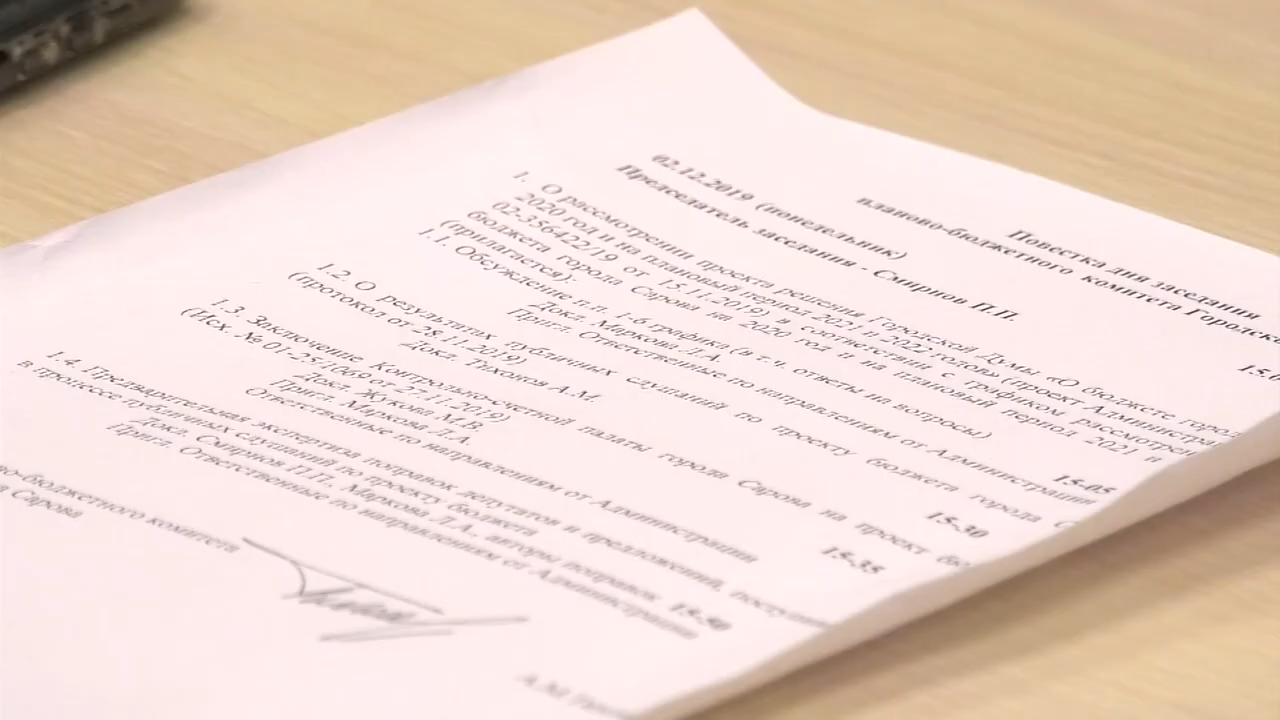 Повестка дня заседания
планово-бюджетного комитета Городско
02.12.2019 (понедельник)
Председатель заседания - Смирнов П.П.
1. О рассмотрении проекта решения Городской Думы «О бюджете горо
2020 год и на плановый период 2021 и 2022 годов» (проект Администра
02-356422/19 от 15.11.2019) в соответствии с графиком рассмотрен
бюджета города Сарова на 2020 год и на плановый период 2021 и
(прилагается):
1.1. Обсуждение п.п. 1-6 графика (в т.ч. ответы на вопросы)
Докл. Маркова Л.А.
Пригл. Ответственные по направлениям от Администрации
15-05
1.2. О результатах публичных слушаний по проекту бюджета города С
(протокол от 28.11.2019)
Докл. Тихонов А.М.
15-30
1.3. Заключение Контрольно-счетной палаты города Сарова на проект бю
(Исх. № 01-25/1069 от 27.11.2019)
Докл. Жукова М.В.
Пригл. Маркова Л.А.
Ответственные по направлениям от Администрации
15-35
1.4. Предварительная экспертиза поправок депутатов и предложений, поступи
в процессе публичных слушаний по проекту бюджета
Докл. Смирнов П.П., Маркова Л.А., авторы поправок
Пригл. Ответственные по направлениям от Администрации
15-50
о-бюджетного комитета
Сарова